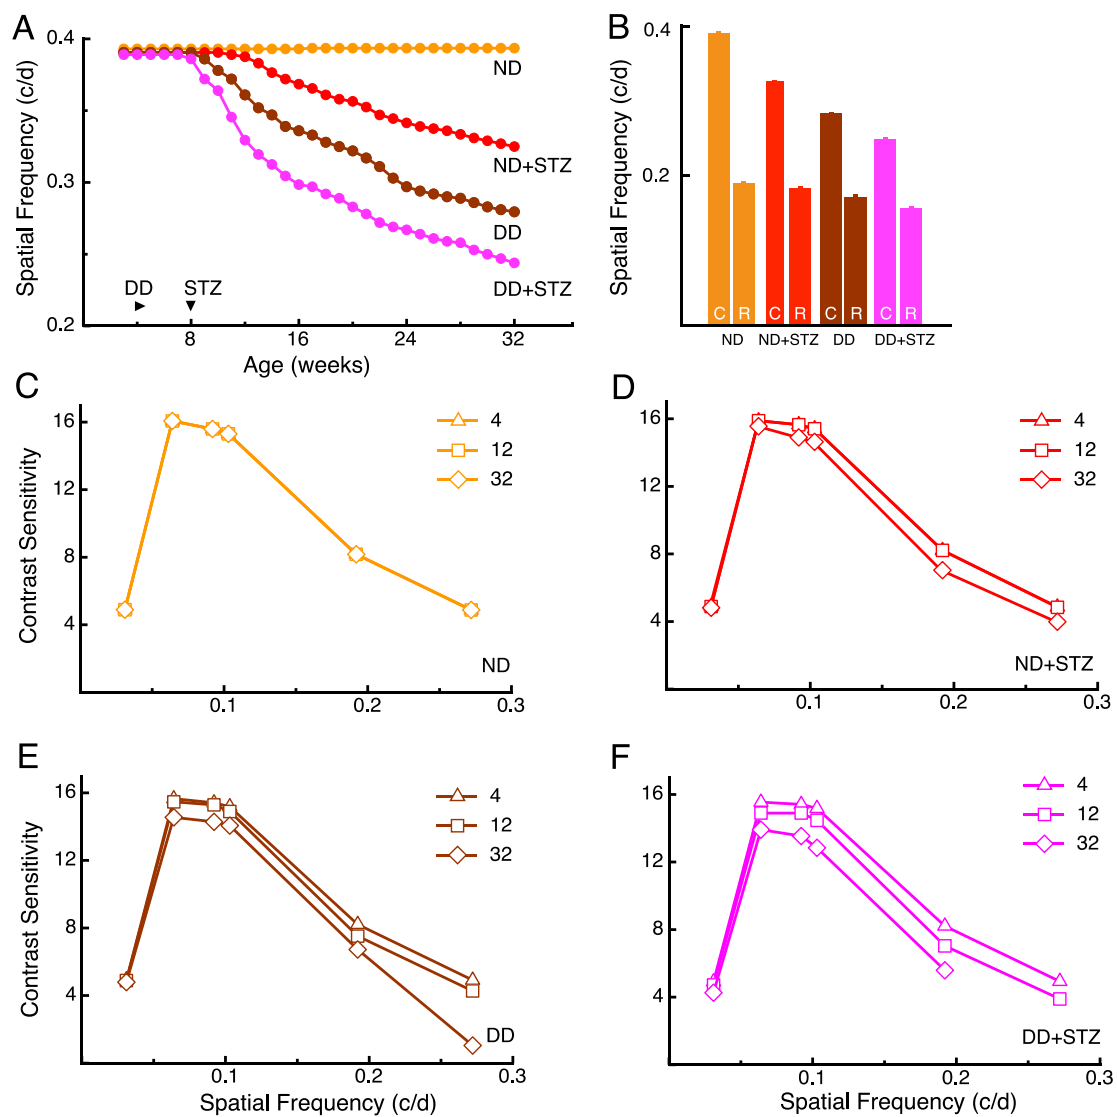 A
Spatial Frequency (c/d)
0.4
0.3
0.2
ND
ND+STZ
DD
DD+STZ
DD
STZ
8
16
24
32
Age (weeks)
B
Spatial Frequency (c/d)
0.4
0.2
C R C R C R C R
ND ND+STZ DD DD+STZ
C
Contrast Sensitivity
16
12
8
4
4
12
32
ND
0.1 0.2 0.3
D
16
12
8
4
4
12
32
ND+STZ
0.1 0.2 0.3
E
Contrast Sensitivity
16
12
8
4
4
12
32
DD
0.1 0.2 0.3
Spatial Frequency (c/d)
F
16
12
8
4
4
12
32
DD+STZ
0.1 0.2 0.3
Spatial Frequency (c/d)